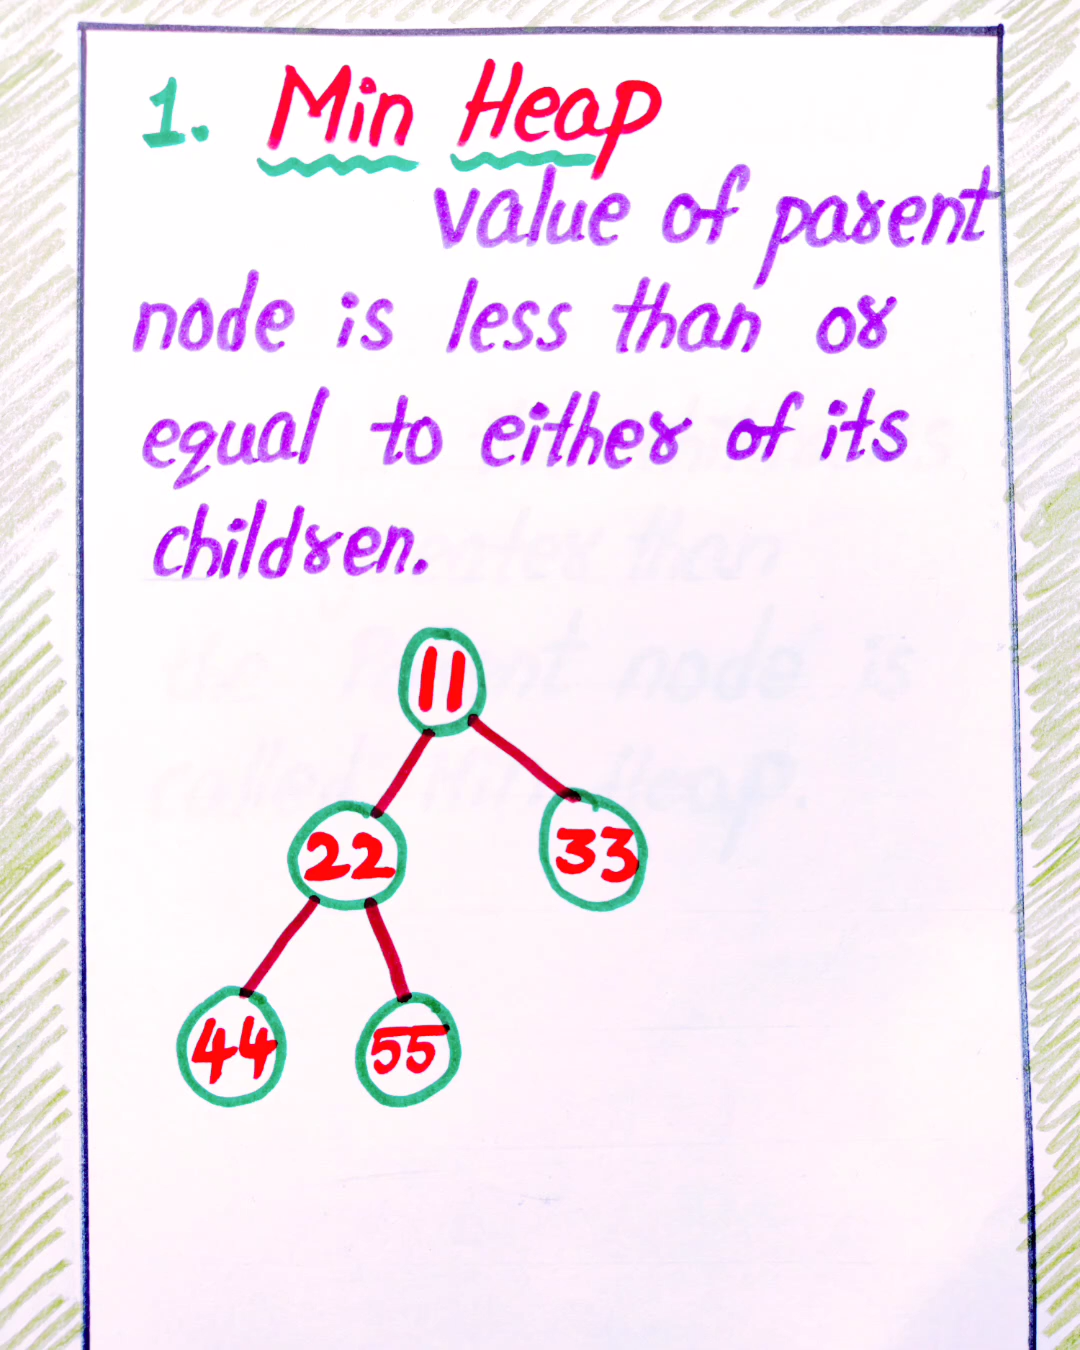 1. Min Heap
value of parent
node is less than or
equal to either of its
children.
11
22 33
44 55